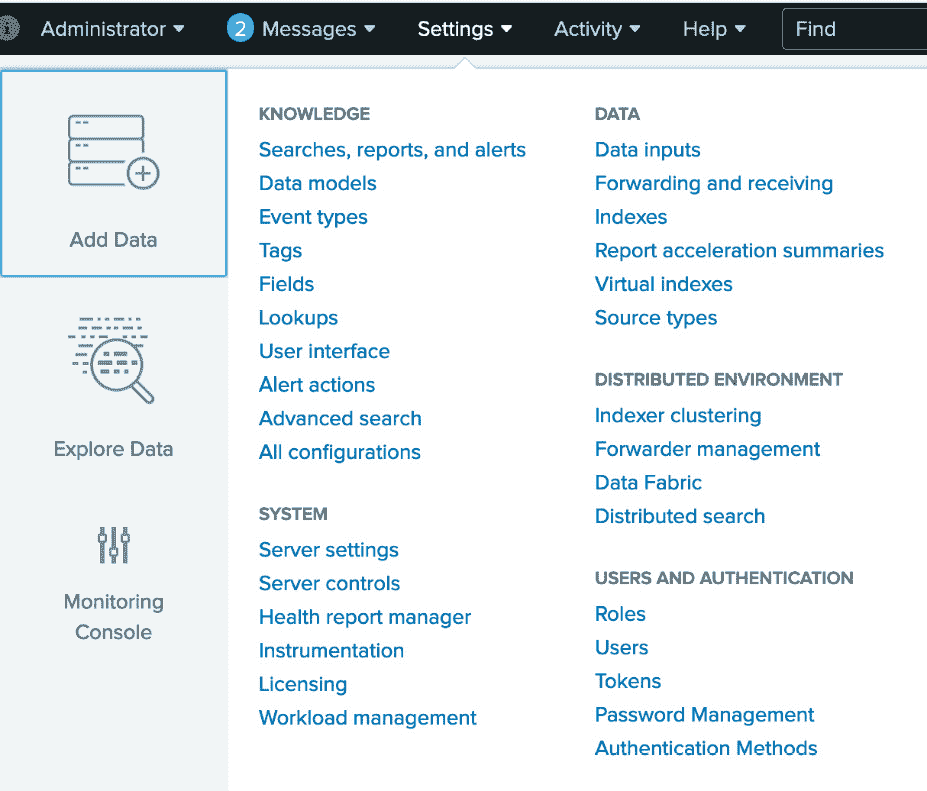 Administrator 2 Messages Settings Activity Help Find
Add Data
Explore Data
Monitoring
Console
KNOWLEDGE
Searches, reports, and alerts
Data models
Event types
Tags
Fields
Lookups
User interface
Alert actions
Advanced search
All configurations
SYSTEM
Server settings
Server controls
Health report manager
Instrumentation
Licensing
Workload management
DATA
Data inputs
Forwarding and receiving
Indexes
Report acceleration summaries
Virtual indexes
Source types
DISTRIBUTED ENVIRONMENT
Indexer clustering
Forwarder management
Data Fabric
Distributed search
USERS AND AUTHENTICATION
Roles
Users
Tokens
Password Management
Authentication Methods